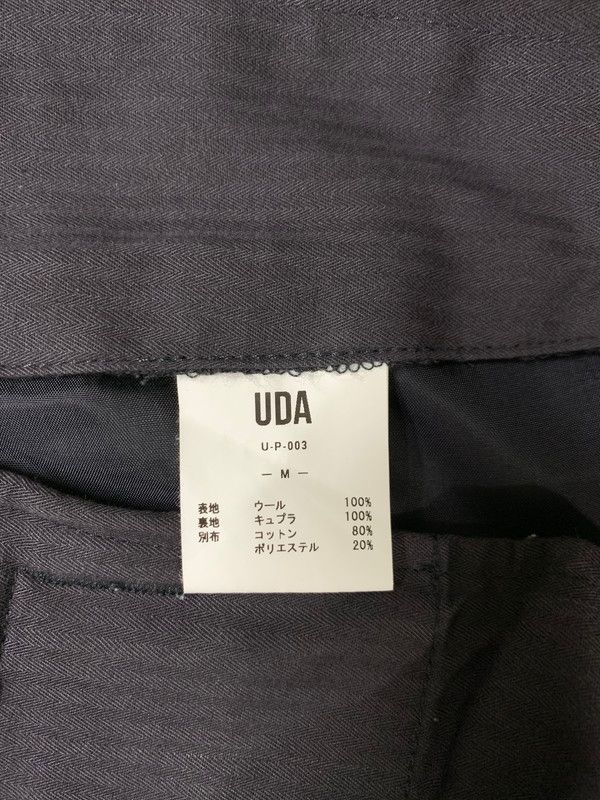 UDA
U-P-003
— M —
表地 ウール 100%
裏地 キュプラ 100%
別布 コットン 80%
ポリエステル 20%